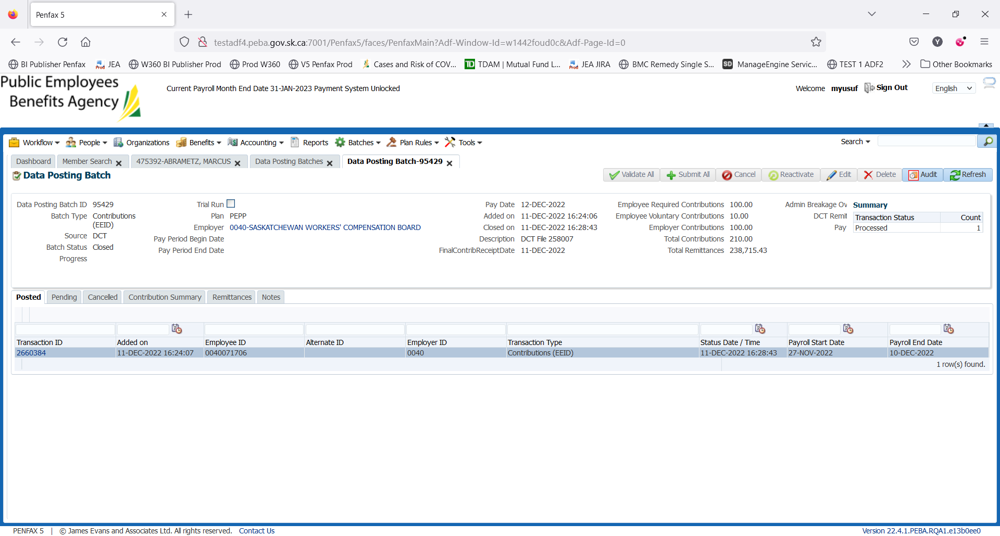 Penfax 5
testadf4.peba.gov.sk.ca:7001/Penfax5/faces/PenfaxMain?Adf-Window-Id=w1442foud0c&Adf-Page-Id=0
Y
BI Publisher Penfax JEA W360 BI Publisher Prod Prod W360 V5 Penfax Prod Cases and Risk of COV... TDAM | Mutual Fund L... JEA JIRA BMC Remedy Single S... SD ManageEngine Servic... TEST 1 ADF2 Other Bookmarks
Public Employees
Benefits Agency
Current Payroll Month End Date 31-JAN-2023 Payment System Unlocked
Welcome myusuf Sign Out English
Workflow People Organizations Benefits Accounting Reports Batches Plan Rules Tools Search
Dashboard Member Search 475392-ABRAMETZ, MARCUS Data Posting Batches Data Posting Batch-95429
Data Posting Batch
Validate All Submit All Cancel Reactivate Edit Delete Audit Refresh
Data Posting Batch ID 95429
Batch Type Contributions
(EEID)
Source DCT
Batch Status Closed
Progress
Trial Run
Plan PEPP
Employer 0040-SASKATCHEWAN WORKERS' COMPENSATION BOARD
Pay Period Begin Date
Pay Period End Date
Pay Date 12-DEC-2022
Added on 11-DEC-2022 16:24:06
Closed on 11-DEC-2022 16:28:43
Description DCT File 258007
FinalContribReceiptDate 11-DEC-2022
Employee Required Contributions 100.00
Employee Voluntary Contributions 10.00
Employer Contributions 100.00
Total Contributions 210.00
Total Remittances 238,715.43
Admin Breakage Ov
DCT Remit
Pay
Summary
Transaction Status Count
Processed 1
Posted Pending Cancelled Contribution Summary Remittances Notes
Transaction ID Added on Employee ID Alternate ID Employer ID Transaction Type Status Date / Time Payroll Start Date Payroll End Date
2660384 11-DEC-2022 16:24:07 0040071706 0040 Contributions (EEID) 11-DEC-2022 16:28:43 27-NOV-2022 10-DEC-2022
1 row(s) found.
PENFAX 5 | © James Evans and Associates Ltd. All rights reserved. Contact Us
Version 22.4.1.PEBA.RQA1.e13b0ee0